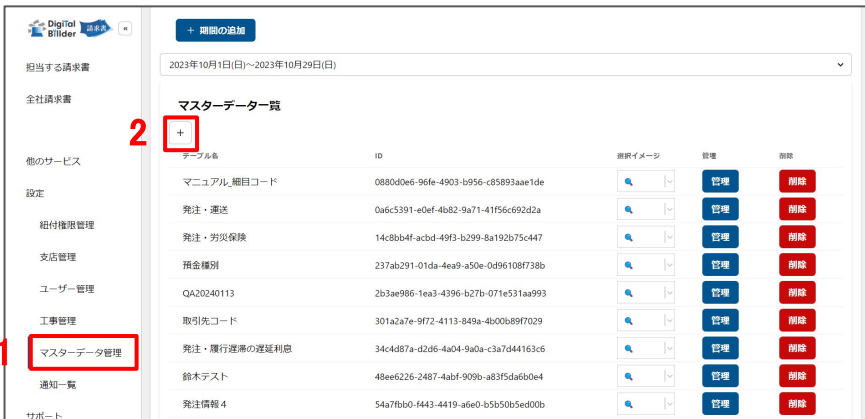 DigiTal Billder 請求書 «
担当する請求書
全社請求書
他のサービス
設定
紐付権限管理
支店管理
ユーザー管理
工事管理
1
マスターデータ管理
通知一覧
サポート
+ 期間の追加
2023年10月1日(日)～2023年10月29日(日)
マスターデータ一覧
2
+
テーブル名 ID 選択イメージ 管理 削除
マニュアル_細目コード 0880d0e6-96fe-4903-b956-c85893aae1de 管理 削除
発注・運送 0a6c5391-e0ef-4b82-9a71-41f56c692d2a 管理 削除
発注・労災保険 14c8bb4f-acbd-49f3-b299-8a192b75c447 管理 削除
預金種別 237ab291-01da-4ea9-a50e-0d96108f738b 管理 削除
QA20240113 2b3ae986-1ea3-4396-b27b-071e531aa993 管理 削除
取引先コード 301a2a7e-9f72-4113-849a-4b00b89f7029 管理 削除
発注・履行遅滞の遅延利息 34c4d87a-d2d6-4a04-9a0a-c3a7d44163c6 管理 削除
鈴木テスト 48ee6226-2487-4abf-909b-a83f5da6b0e4 管理 削除
発注情報４ 54a7fbb0-f443-4419-a6e0-b5b50b5ed00b 管理 削除